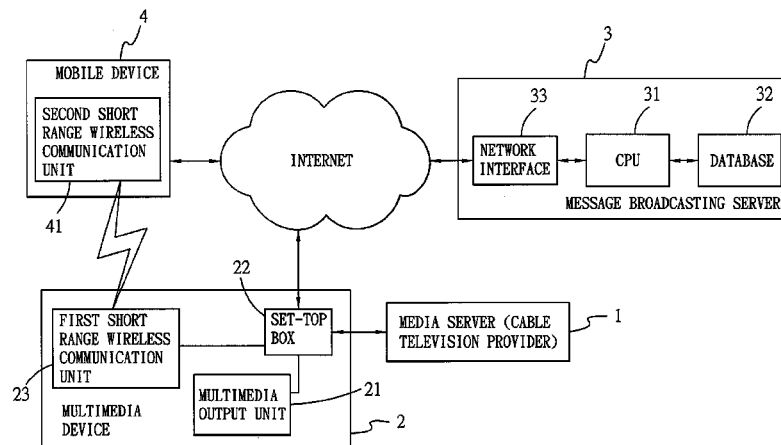 4
MOBILE DEVICE
SECOND SHORT
RANGE WIRELESS
COMMUNICATION
UNIT
41
INTERNET
3
33
31
32
NETWORK
INTERFACE
CPU
DATABASE
MESSAGE BROADCASTING SERVER
22
FIRST SHORT
RANGE WIRELESS
COMMUNICATION
UNIT
23
SET-TOP
BOX
MEDIA SERVER (CABLE
TELEVISION PROVIDER)
1
MULTIMEDIA
OUTPUT UNIT
21
MULTIMEDIA
DEVICE
2